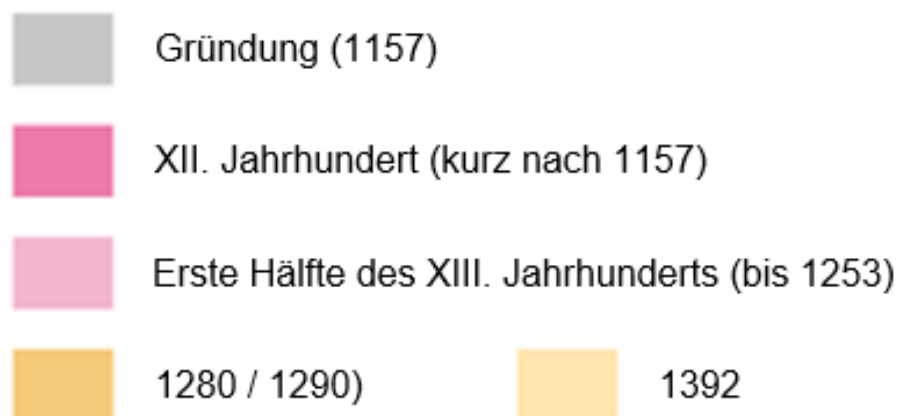 Gründung (1157)
XII. Jahrhundert (kurz nach 1157)
Erste Hälfte des XIII. Jahrhunderts (bis 1253)
1280 / 1290) 1392